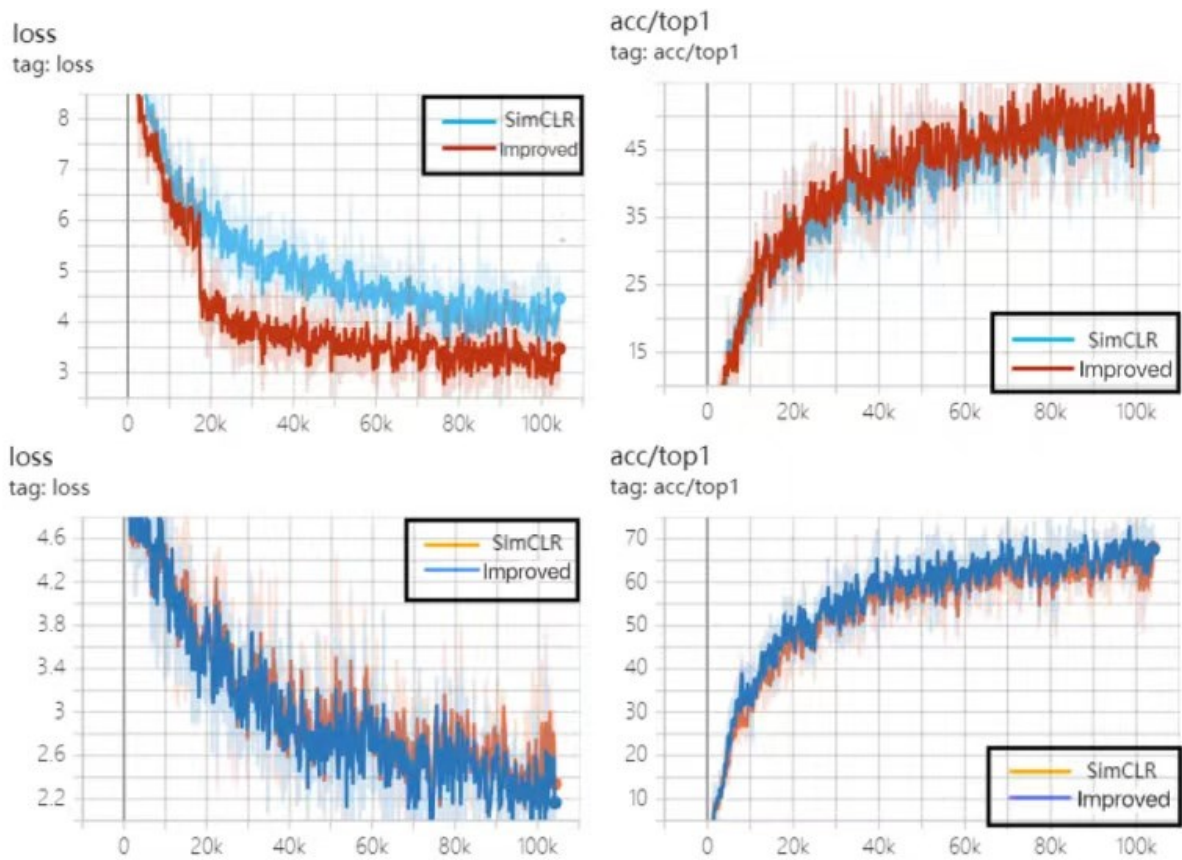 loss
tag: loss
8
7
6
5
4
3
0
20k
40k
60k
80k
100k
SimCLR
Improved
acc/top1
tag: acc/top1
45
35
25
15
0
20k
40k
60k
80k
100k
SimCLR
Improved
loss
tag: loss
4.6
4.2
3.8
3.4
3
2.6
2.2
0
20k
40k
60k
80k
100k
SimCLR
Improved
acc/top1
tag: acc/top1
70
60
50
40
30
20
10
0
20k
40k
60k
80k
100k
SimCLR
Improved